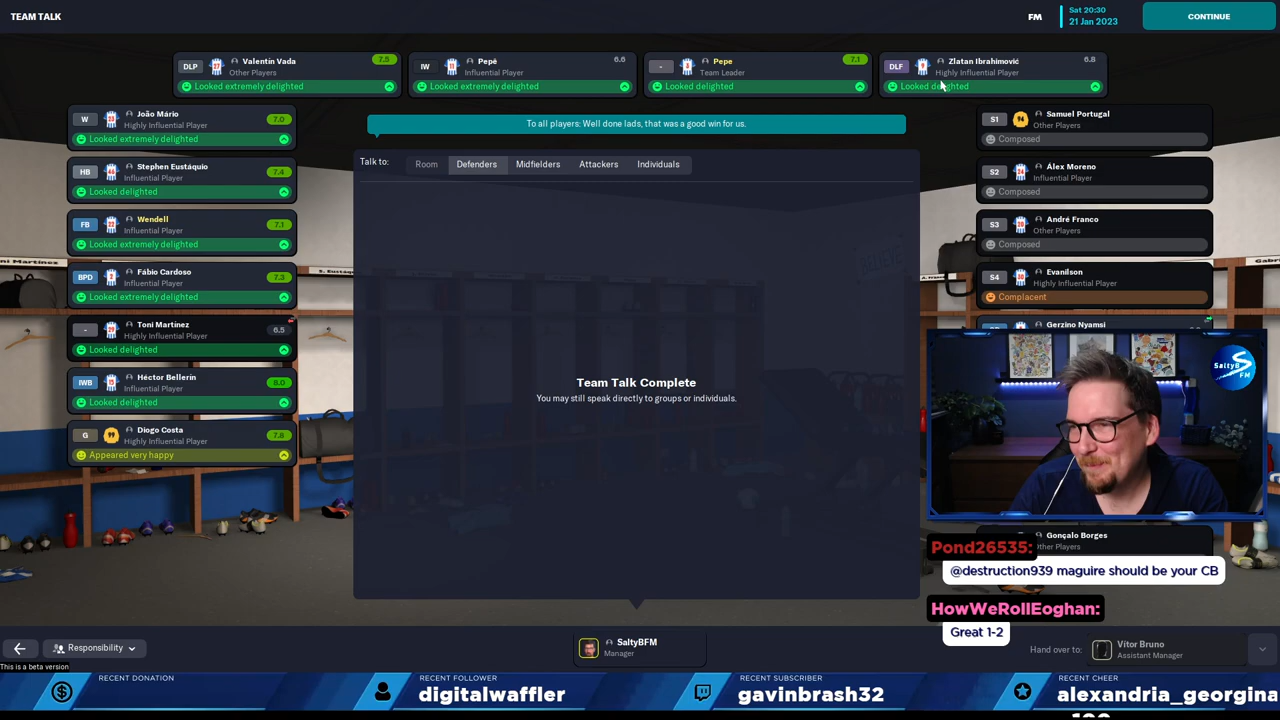 TEAM TALK
FM
Sat 20:30
21 Jan 2023
CONTINUE
DLP
Valentín Vada
Other Players
7.5
Looked extremely delighted
IW
Pepê
Influential Player
6.6
Looked extremely delighted
-
Pepe
Team Leader
7.1
Looked delighted
DLF
Zlatan Ibrahimović
Highly Influential Player
6.8
Looked delighted
W
João Mário
Highly Influential Player
7.0
Looked extremely delighted
HB
Stephen Eustáquio
Influential Player
7.4
Looked delighted
FB
Wendell
Influential Player
7.1
Looked extremely delighted
BPD
Fábio Cardoso
Influential Player
7.3
Looked extremely delighted
-
Toni Martínez
Highly Influential Player
6.5
Looked delighted
IWB
Héctor Bellerín
Influential Player
8.0
Looked delighted
G
Diogo Costa
Highly Influential Player
7.8
Appeared very happy
To all players: Well done lads, that was a good win for us.
Talk to:
Room
Defenders
Midfielders
Attackers
Individuals
Team Talk Complete
You may still speak directly to groups or individuals.
S1
Samuel Portugal
Other Players
Composed
S2
Álex Moreno
Influential Player
Composed
S3
André Franco
Other Players
Composed
S4
Evanilson
Highly Influential Player
Complacent
Gerzino Nyamsi
SaltyB
FM
Gonçalo Borges
Other Players
Pond26535:
@destruction939 maguire should be your CB
HowWeRollEoghan:
Great 1-2
Responsibility
SaltyBFM
Manager
Hand over to:
Vítor Bruno
Assistant Manager
This is a beta version
RECENT DONATION
RECENT FOLLOWER
digitalwaffler
RECENT SUBSCRIBER
gavinbrash32
RECENT CHEER
alexandria_georgina